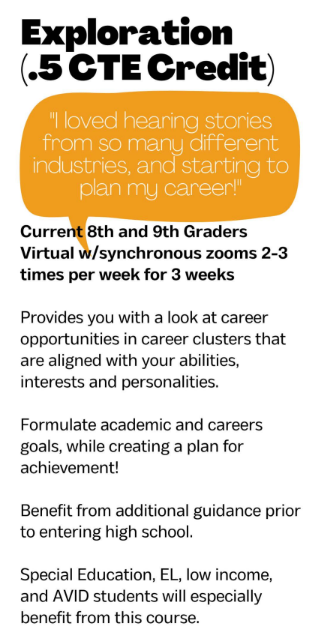 Exploration
(.5 CTE Credit)
"I loved hearing stories
from so many different
industries, and starting to
plan my career!"
Current 8th and 9th Graders
Virtual w/synchronous zooms 2-3
times per week for 3 weeks
Provides you with a look at career
opportunities in career clusters that
are aligned with your abilities,
interests and personalities.
Formulate academic and careers
goals, while creating a plan for
achievement!
Benefit from additional guidance prior
to entering high school.
Special Education, EL, low income,
and AVID students will especially
benefit from this course.